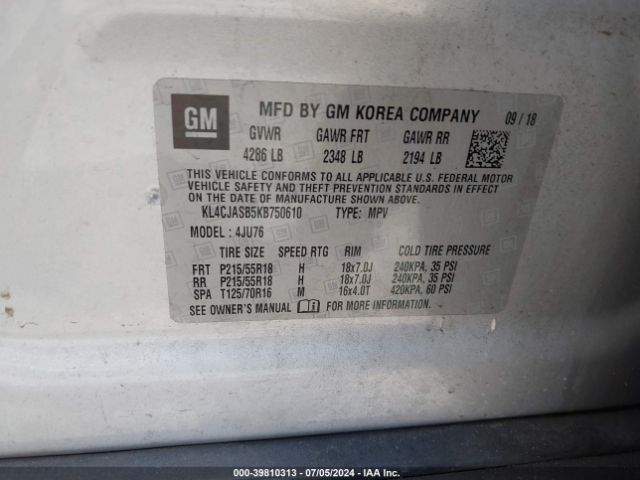 GM
MFD BY GM KOREA COMPANY 09 / 18
GVWR GAWR FRT GAWR RR
4286 LB 2348 LB 2194 LB
THIS VEHICLE CONFORMS TO ALL APPLICABLE U.S. FEDERAL MOTOR
VEHICLE SAFETY AND THEFT PREVENTION STANDARDS IN EFFECT ON
THE DATE OF MANUFACTURE SHOWN ABOVE.
KL4CJASB5KB750610 TYPE: MPV
MODEL : 4JU76
TIRE SIZE SPEED RTG RIM COLD TIRE PRESSURE
FRT P215/55R18 H 18x7.0J 240KPA, 35 PSI
RR P215/55R18 H 18x7.0J 240KPA, 35 PSI
SPA T125/70R16 M 16x4.0T 420KPA, 60 PSI
SEE OWNER'S MANUAL FOR MORE INFORMATION.
000-39810313 - 07/05/2024 - IAA Inc.